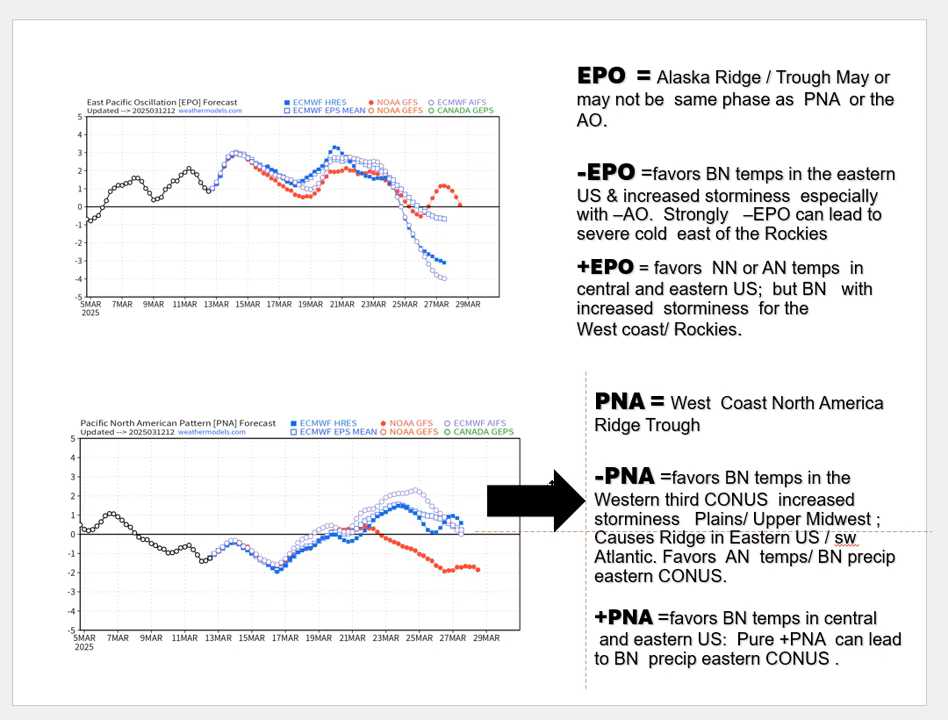 EPO = Alaska Ridge / Trough May or
may not be same phase as PNA or the
AO.
East Pacific Oscillation [EPO] Forecast
Updated --> 2025031212 weathermodels.com
ECMWF HRES NOAA GFS ECMWF AIFS
ECMWF EPS MEAN NOAA GEFS CANADA GEPS
5
4
3
2
1
0
-1
-2
-3
-4
-5
5MAR 7MAR 9MAR 11MAR 13MAR 15MAR 17MAR 19MAR 21MAR 23MAR 25MAR 27MAR 29MAR
2025
-EPO =favors BN temps in the eastern
US & increased storminess especially
with –AO. Strongly –EPO can lead to
severe cold east of the Rockies
+EPO = favors NN or AN temps in
central and eastern US; but BN with
increased storminess for the
West coast/ Rockies.
PNA = West Coast North America
Ridge Trough
Pacific North American Pattern [PNA] Forecast
Updated --> 2025031212 weathermodels.com
ECMWF HRES NOAA GFS ECMWF AIFS
ECMWF EPS MEAN NOAA GEFS CANADA GEPS
5
4
3
2
1
0
-1
-2
-3
-4
-5
5MAR 7MAR 9MAR 11MAR 13MAR 15MAR 17MAR 19MAR 21MAR 23MAR 25MAR 27MAR 29MAR
2025
-PNA =favors BN temps in the
Western third CONUS increased
storminess Plains/ Upper Midwest ;
Causes Ridge in Eastern US / sw
Atlantic. Favors AN temps/ BN precip
eastern CONUS.
+PNA =favors BN temps in central
and eastern US: Pure +PNA can lead
to BN precip eastern CONUS .